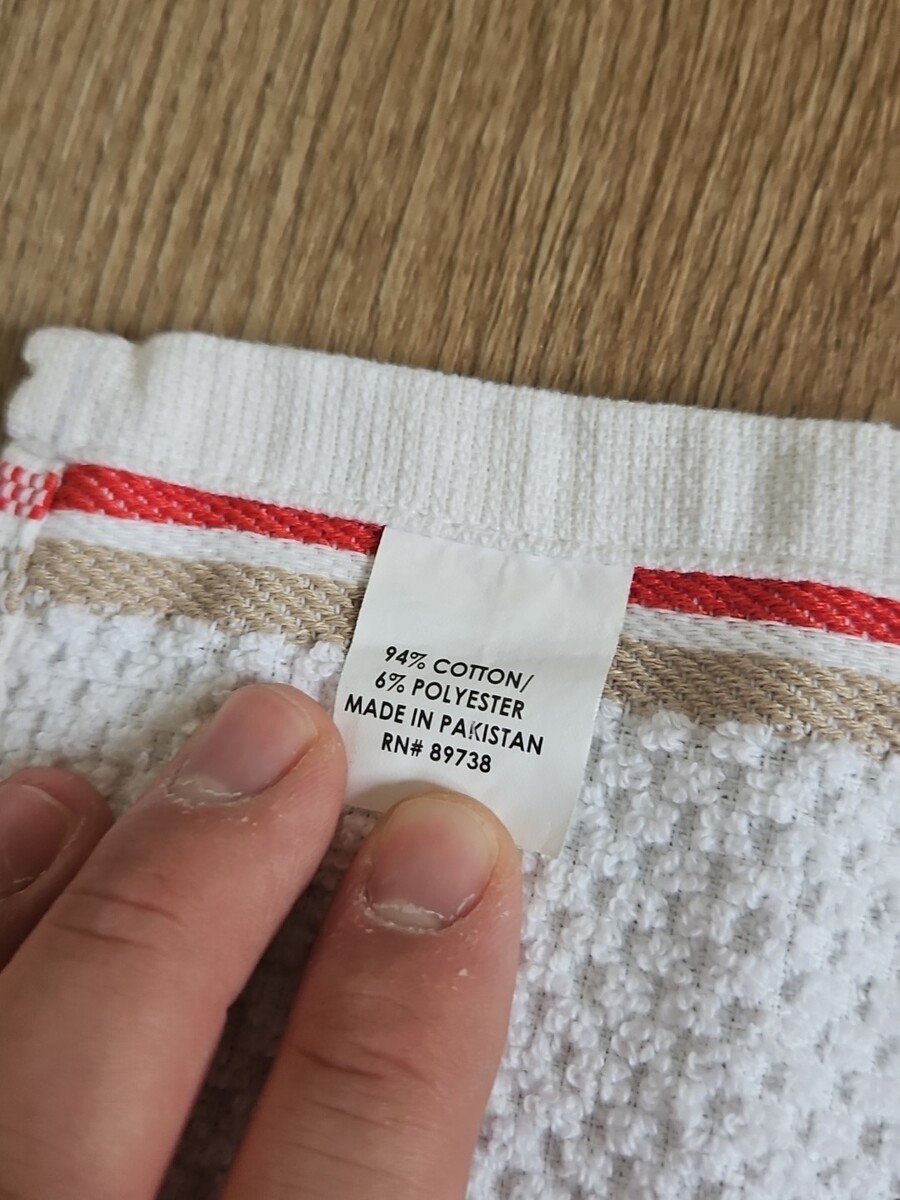 94% COTTON/
6% POLYESTER
MADE IN PAKISTAN
RN# 89738